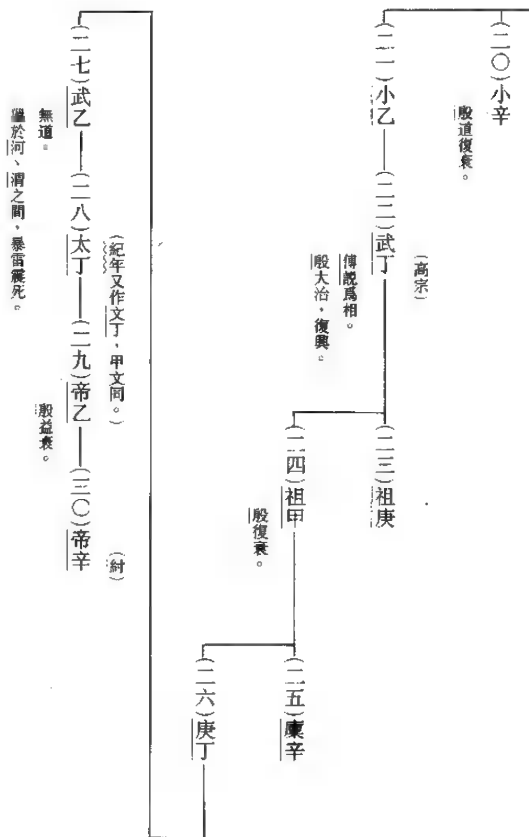 (二〇)小辛
殷道復衰。
(二一)小乙——(二二)武丁
(高宗)
傅說爲相。
殷大治,復興。
(二三)祖庚
(二四)祖甲
殷復衰。
(二五)廩辛
(二六)庚丁
(二七)武乙——(二八)太丁——(二九)帝乙——(三〇)帝辛
(紀年又作文丁,甲文同。)
(紂)
無道。
獵於河、渭之間,暴雷震死。
殷益衰。